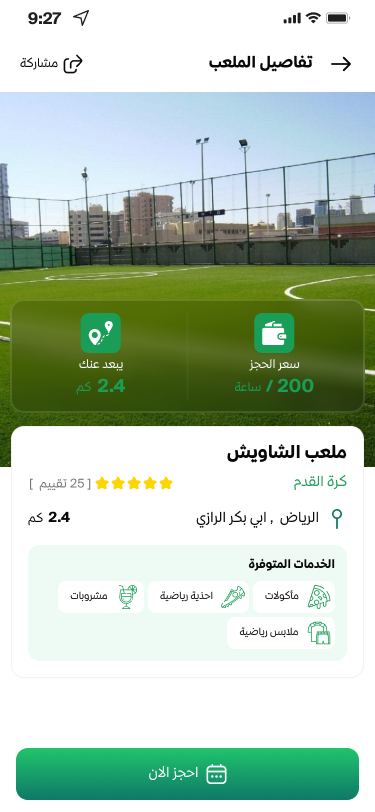 9:27
تفاصيل الملعب
مشاركة
سعر الحجز
200 / ساعة
يبعد عنك
2.4 كم
ملعب الشاويش
كرة القدم
[ 25 تقييم ]
الرياض , ابي بكر الرازي
2.4 كم
الخدمات المتوفرة
مأكولات
احذية رياضية
مشروبات
ملابس رياضية
احجز الان